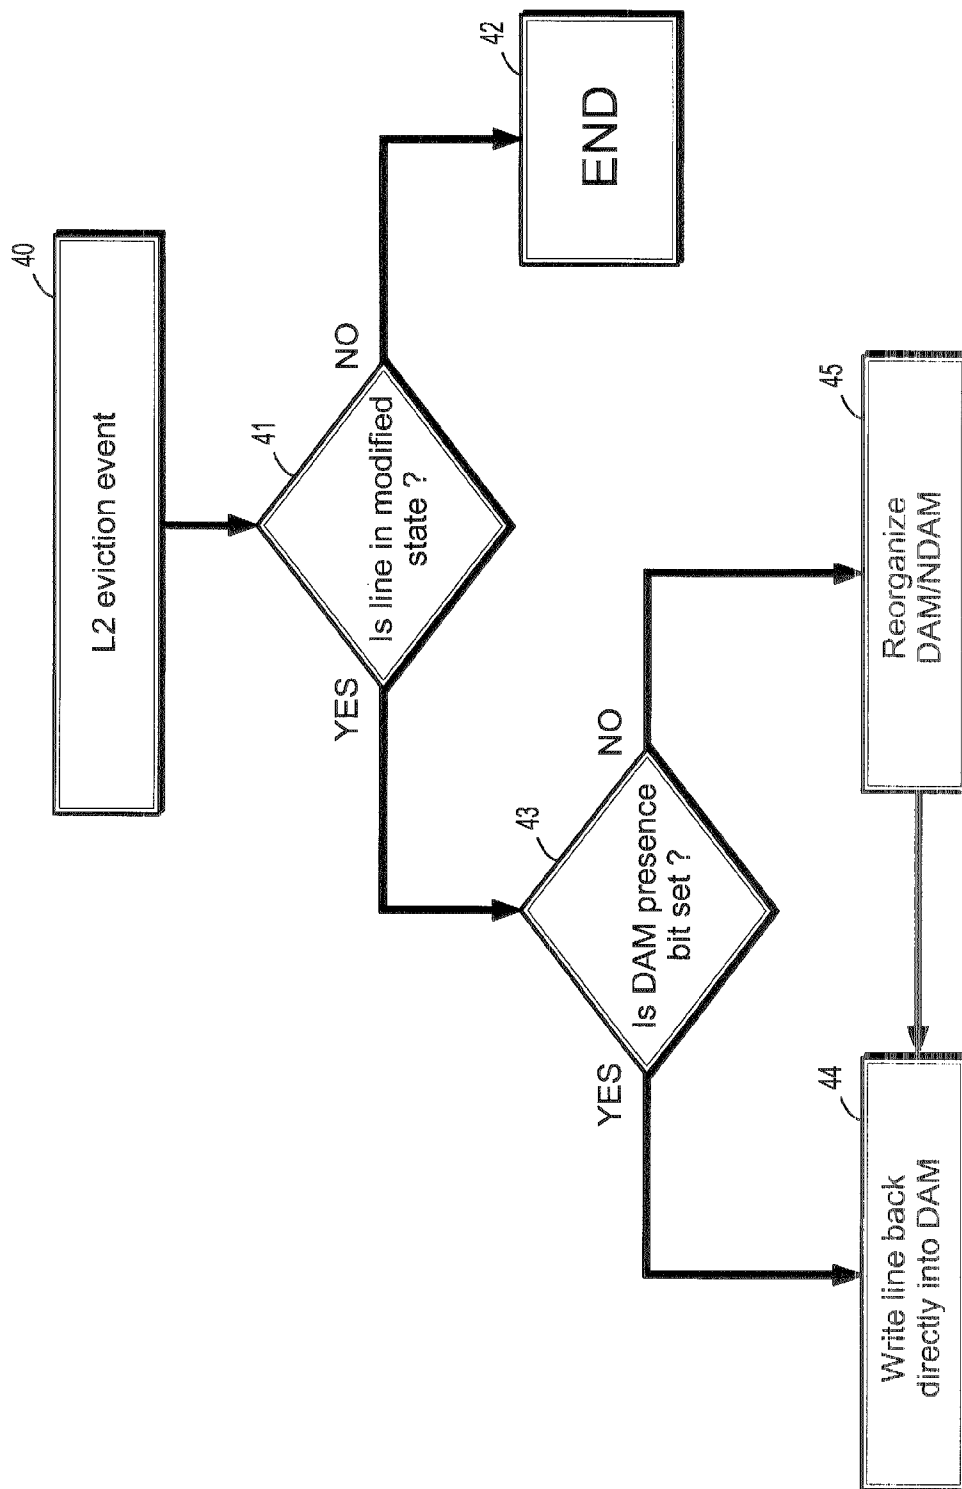 40
L2 eviction event
41
Is line in modified
state ?
NO
42
END
YES
43
Is DAM presence
bit set ?
NO
45
Reorganize
DAM/NDAM
YES
44
Write line back
directly into DAM